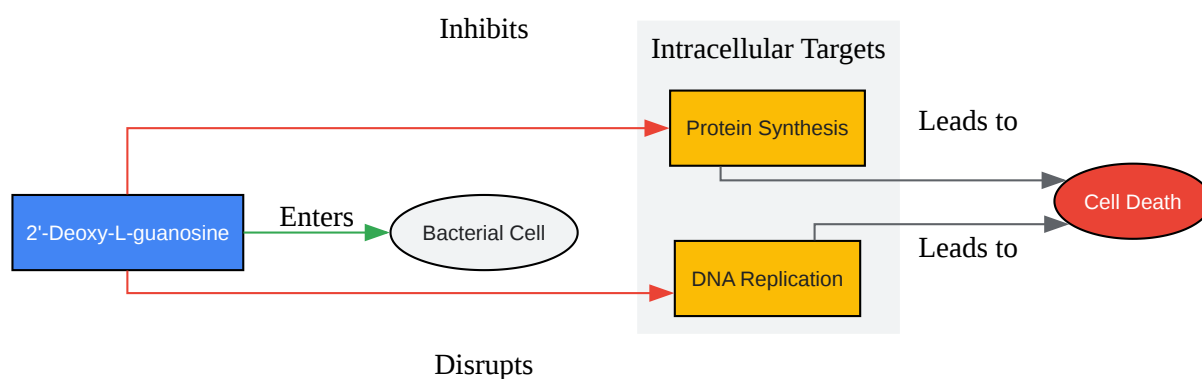 Inhibits
Intracellular Targets
Protein Synthesis
Leads to
2'-Deoxy-L-guanosine
Enters
Bacterial Cell
Cell Death
DNA Replication
Leads to
Disrupts